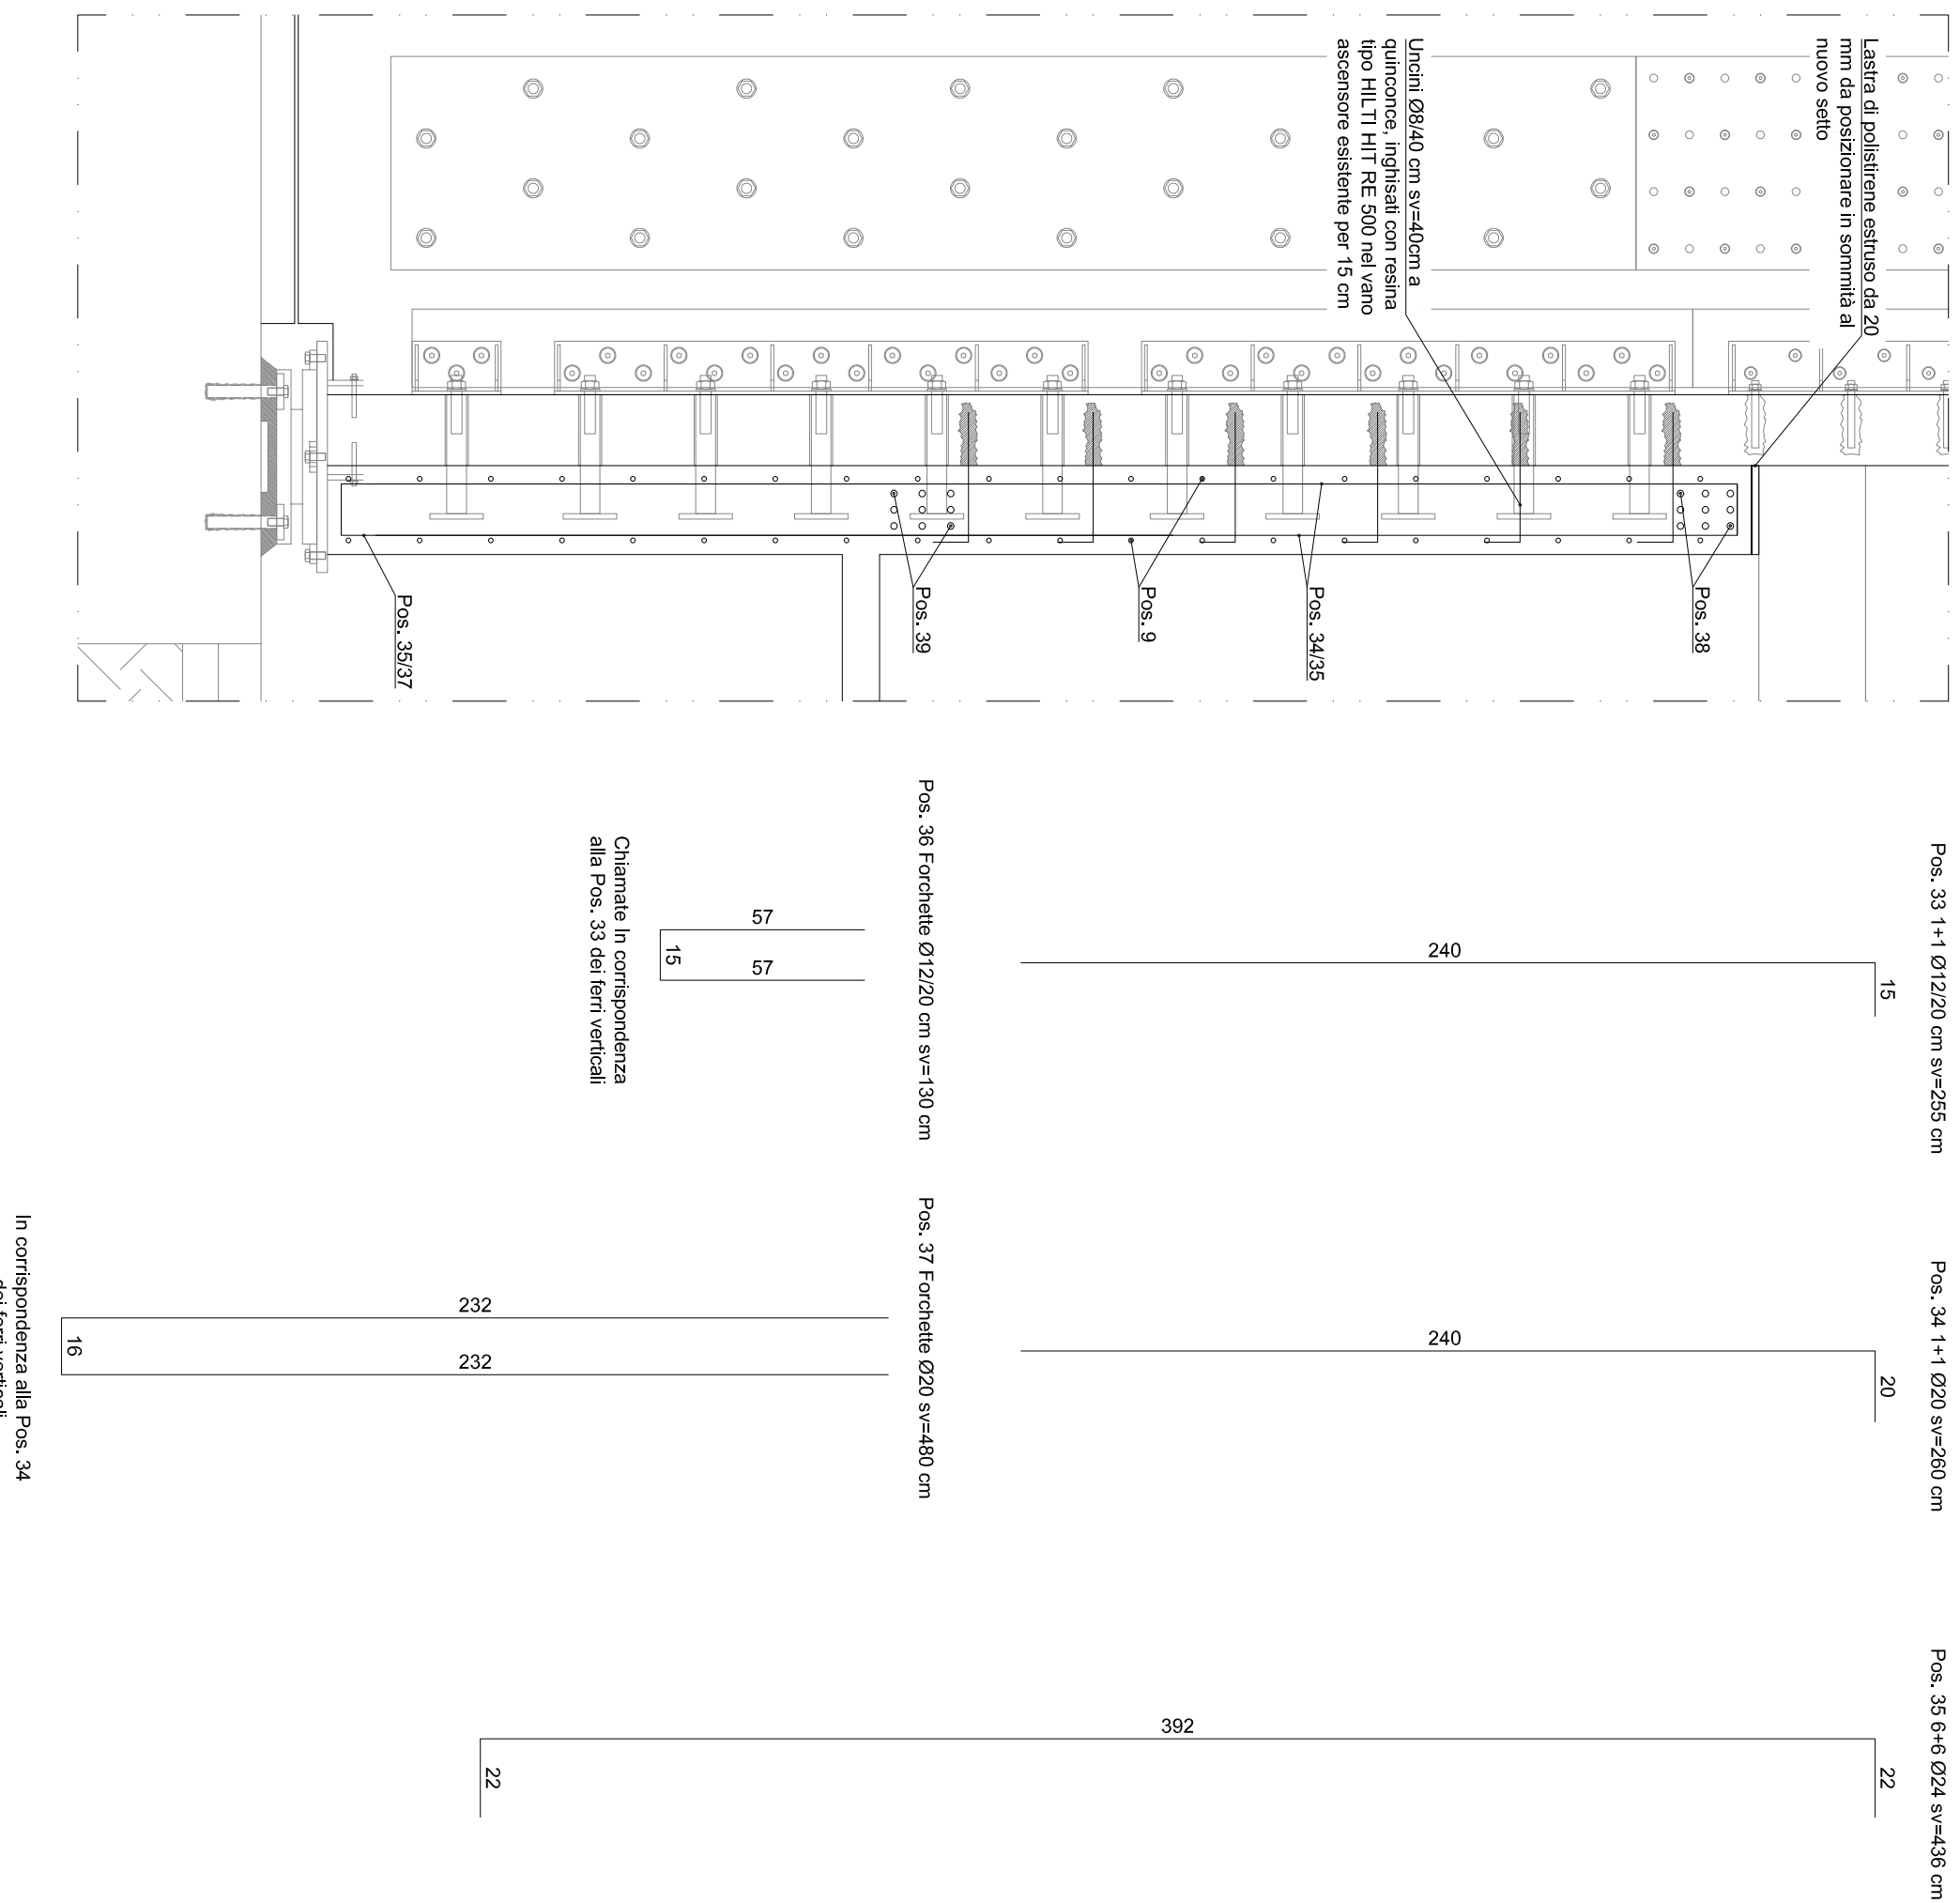 Lastra di polistirene estruso da 20
mm da posizionare in sommità al
nuovo setto
Uncini Ø8/40 cm sv=40cm a
quinconce, inghisati con resina
tipo HILTI HIT RE 500 nel vano
ascensore esistente per 15 cm
Pos. 38
Pos. 34/35
Pos. 9
Pos. 39
Pos. 35/37
Pos. 33 1+1 Ø12/20 cm sv=255 cm
15
240
Pos. 36 Forchette Ø12/20 cm sv=130 cm
57
57
15
Chiamate In corrispondenza
alla Pos. 33 dei ferri verticali
Pos. 34 1+1 Ø20 sv=260 cm
20
240
Pos. 37 Forchette Ø20 sv=480 cm
232
232
16
In corrispondenza alla Pos. 34
dei ferri verticali
Pos. 35 6+6 Ø24 sv=436 cm
22
392
22